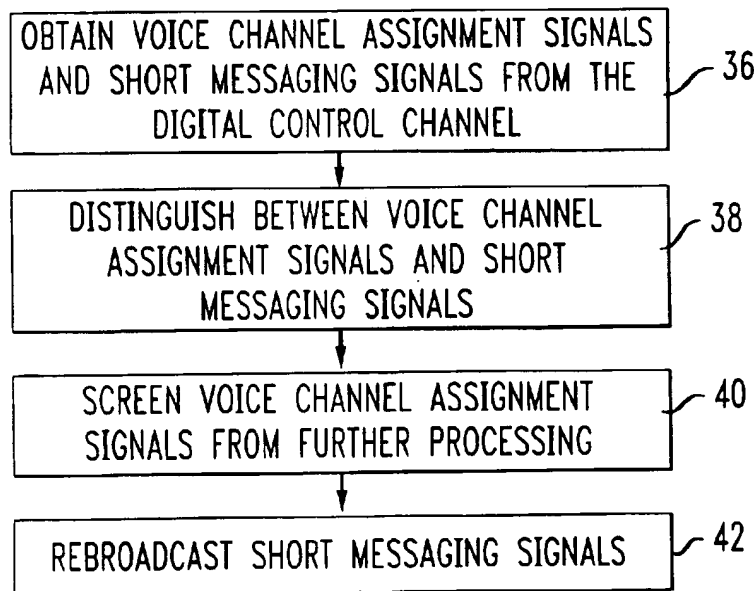 OBTAIN VOICE CHANNEL ASSIGNMENT SIGNALS
AND SHORT MESSAGING SIGNALS FROM THE
DIGITAL CONTROL CHANNEL
36
DISTINGUISH BETWEEN VOICE CHANNEL
ASSIGNMENT SIGNALS AND SHORT
MESSAGING SIGNALS
38
SCREEN VOICE CHANNEL ASSIGNMENT
SIGNALS FROM FURTHER PROCESSING
40
REBROADCAST SHORT MESSAGING SIGNALS
42